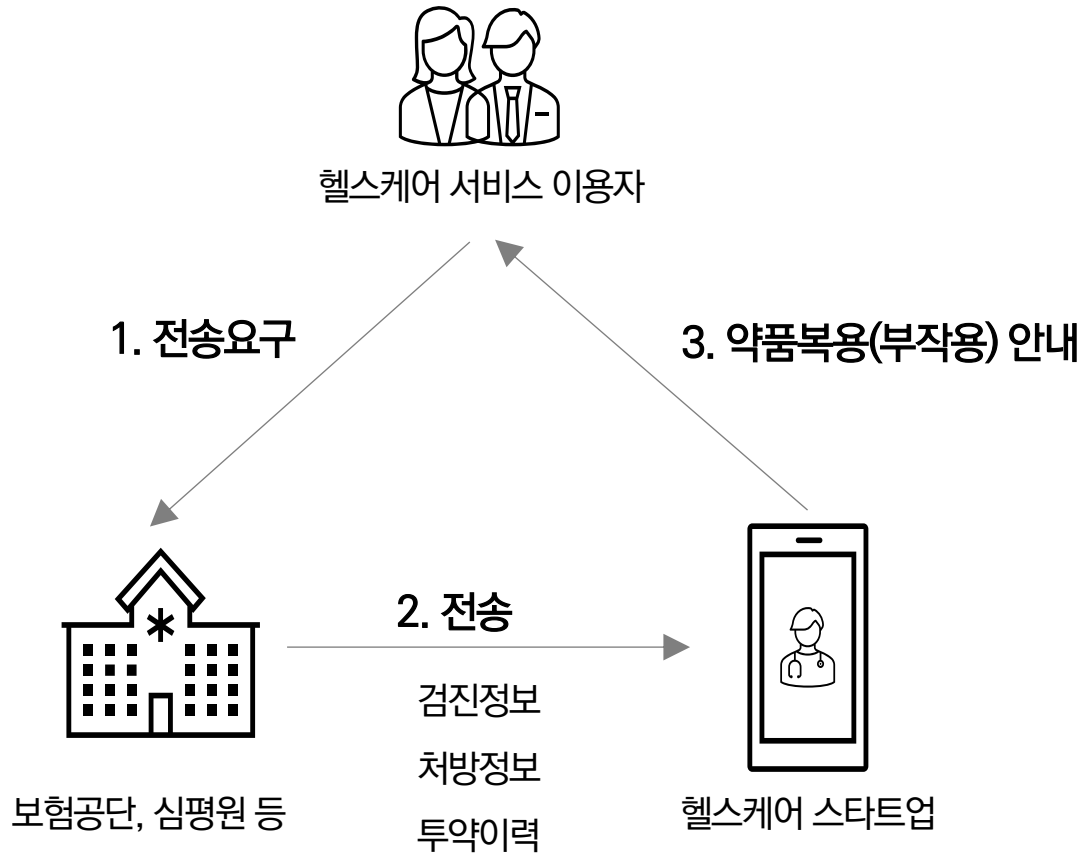 헬스케어 서비스 이용자
1. 전송요구
3. 약품복용(부작용) 안내
2. 전송
검진정보
처방정보
투약이력
보험공단, 심평원 등
헬스케어 스타트업